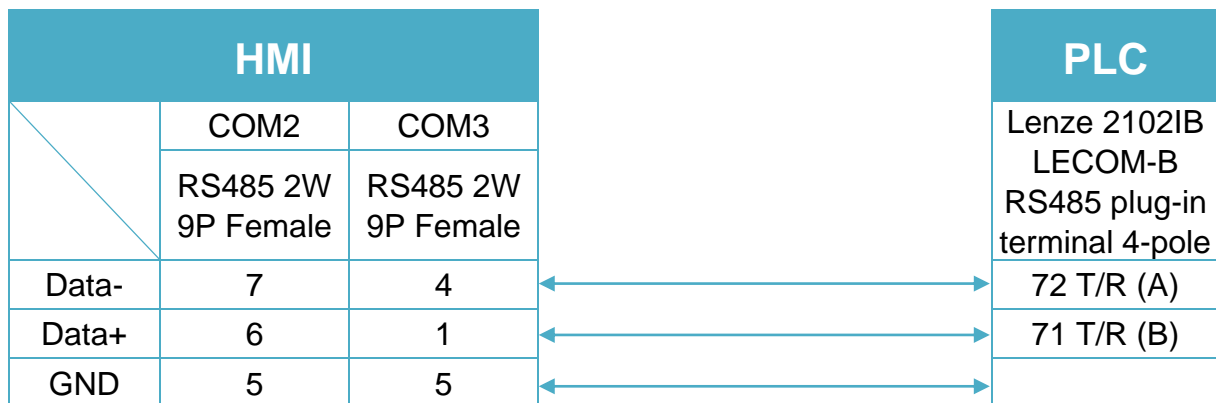 HMI PLC
COM2 COM3 Lenze 2102IB
LECOM-B
RS485 2W RS485 2W RS485 plug-in
9P Female 9P Female terminal 4-pole
Data- 7 4 72 T/R (A)
Data+ 6 1 71 T/R (B)
GND 5 5